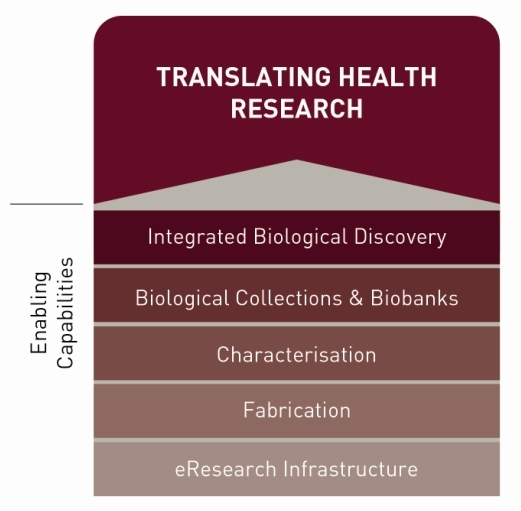 TRANSLATING HEALTH
RESEARCH
Integrated Biological Discovery
Biological Collections & Biobanks
Characterisation
Fabrication
eResearch Infrastructure
Enabling
Capabilities